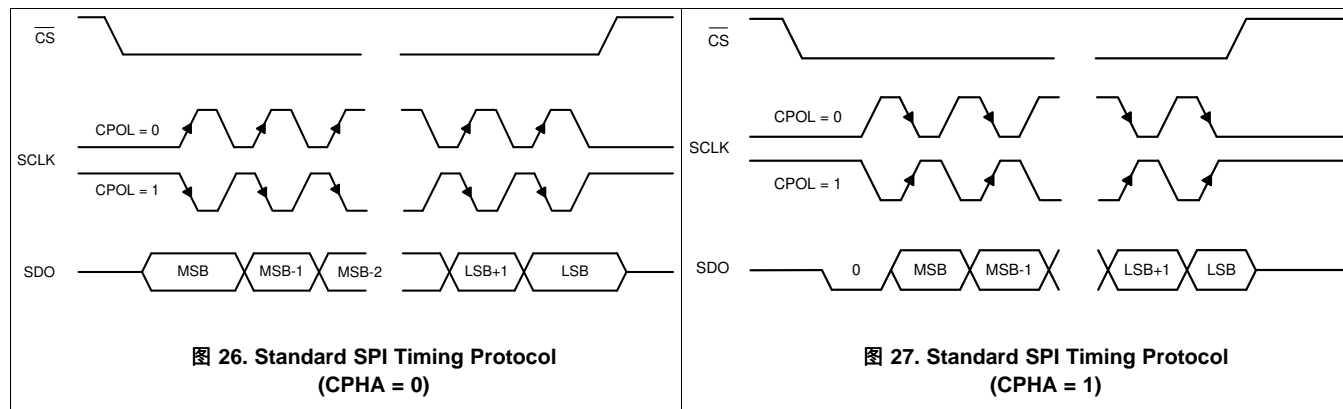 CS
CPOL = 0
SCLK
CPOL = 1
SDO
MSB
MSB-1
MSB-2
LSB+1
LSB
图 26. Standard SPI Timing Protocol
(CPHA = 0)
CS
CPOL = 0
SCLK
CPOL = 1
SDO
0
MSB
MSB-1
LSB+1
LSB
图 27. Standard SPI Timing Protocol
(CPHA = 1)